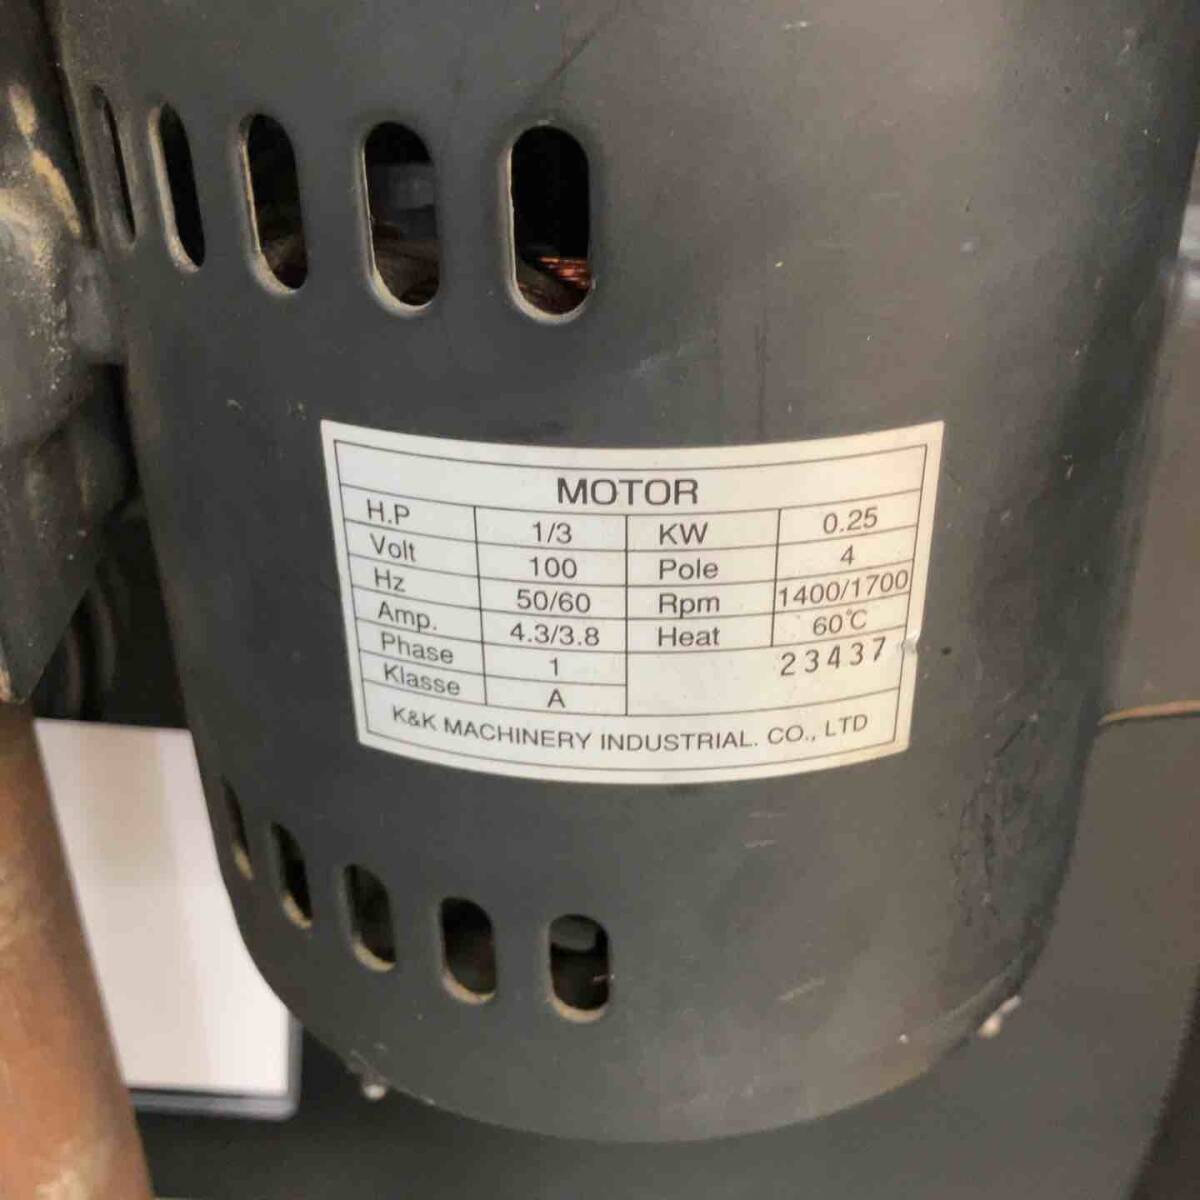 MOTOR
H.P 1/3 KW 0.25
Volt 100 Pole 4
Hz 50/60 Rpm 1400/1700
Amp. 4.3/3.8 Heat 60℃
Phase 1 23437
Klasse A
K&K MACHINERY INDUSTRIAL. CO., LTD